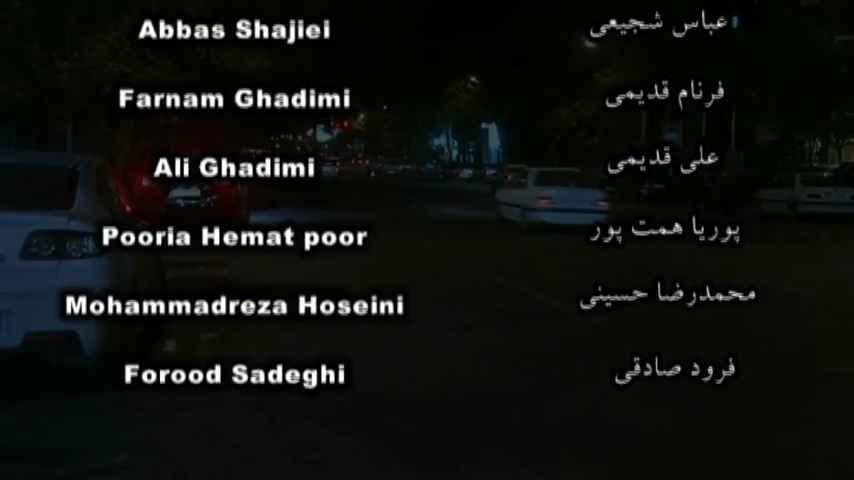 Abbas Shajiei عباس شجیعی
Farnam Ghadimi فرنام قدیمی
Ali Ghadimi علی قدیمی
Pooria Hemat poor پوریا همت پور
Mohammadreza Hoseini محمدرضا حسینی
Forood Sadeghi فرود صادقی